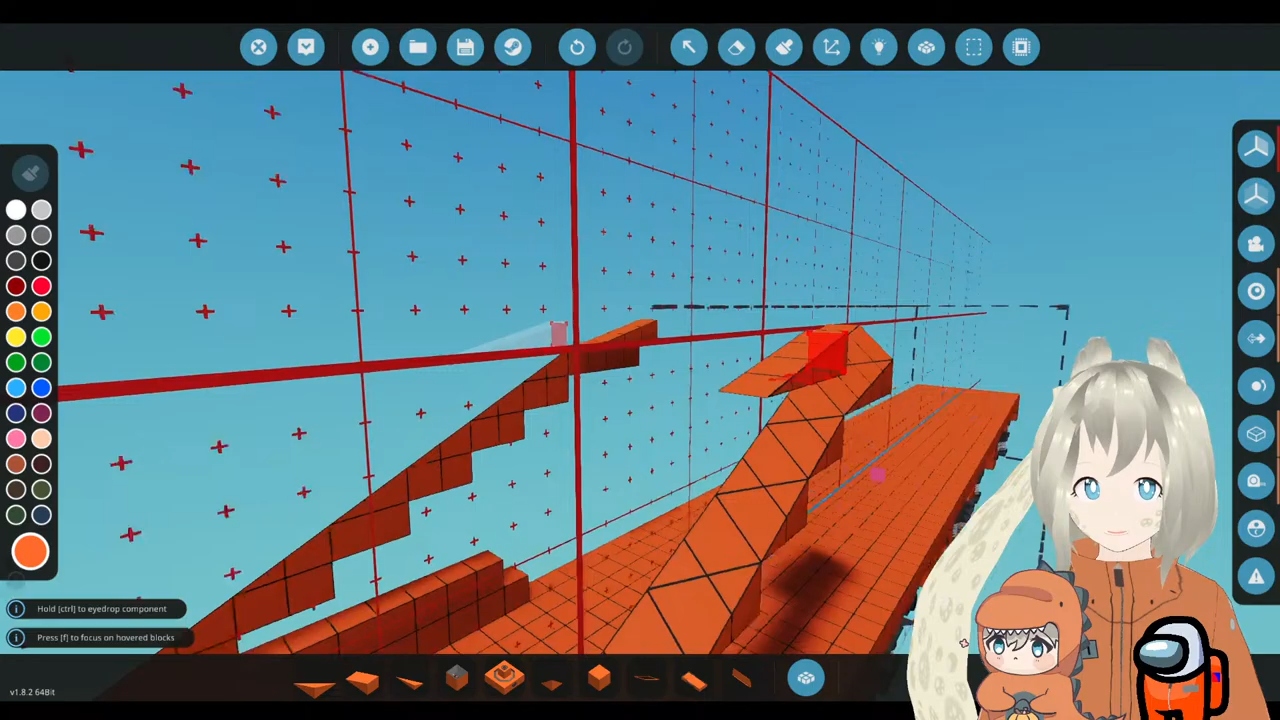 Hold [ctrl] to eyedrop component
Press [f] to focus on hovered blocks
v1.8.2 64Bit